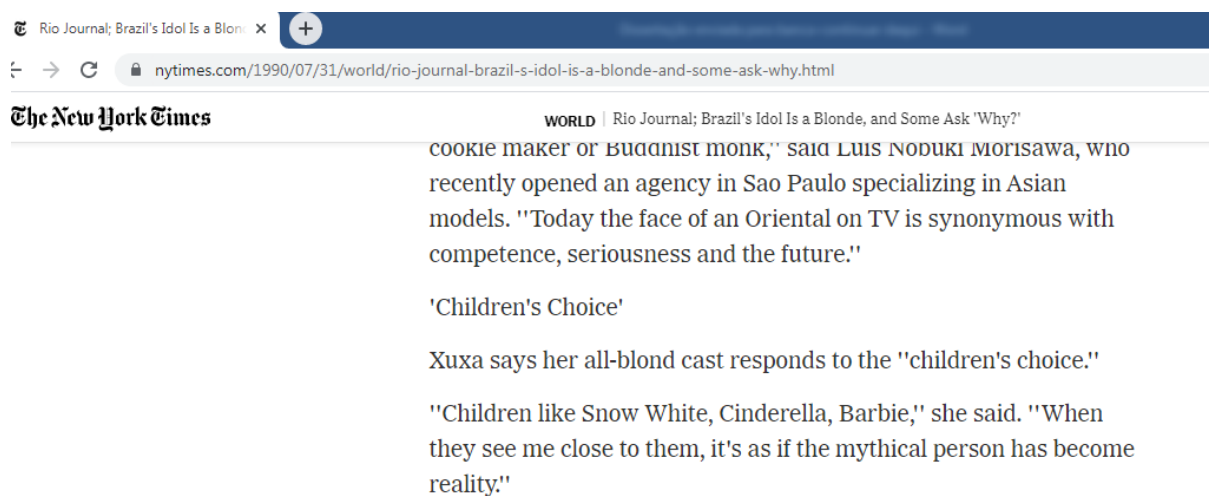 Rio Journal; Brazil's Idol Is a Blon
nytimes.com/1990/07/31/world/rio-journal-brazil-s-idol-is-a-blonde-and-some-ask-why.html
The New York Times
WORLD | Rio Journal; Brazil's Idol Is a Blonde, and Some Ask 'Why?'
cookie maker or Buddhist monk,'' said Luis Nobuki Morisawa, who
recently opened an agency in Sao Paulo specializing in Asian
models. ''Today the face of an Oriental on TV is synonymous with
competence, seriousness and the future.''
'Children's Choice'
Xuxa says her all-blond cast responds to the ''children's choice.''
''Children like Snow White, Cinderella, Barbie,'' she said. ''When
they see me close to them, it's as if the mythical person has become
reality.''